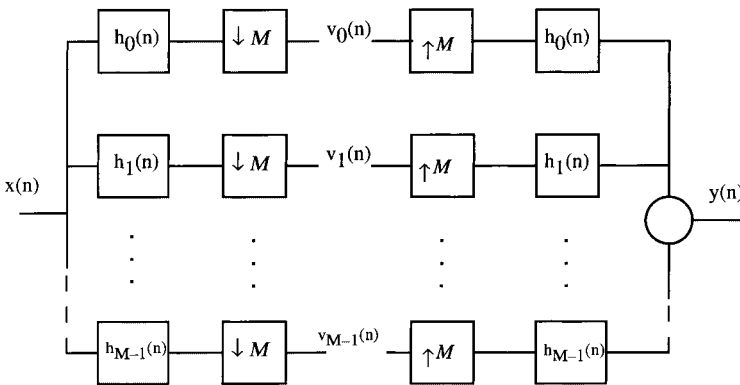 h0(n) ↓ M v0(n) ↑M h0(n)
h1(n) ↓ M v1(n) ↑M h1(n)
x(n) y(n)
hM−1(n) ↓ M vM−1(n) ↑M hM−1(n)